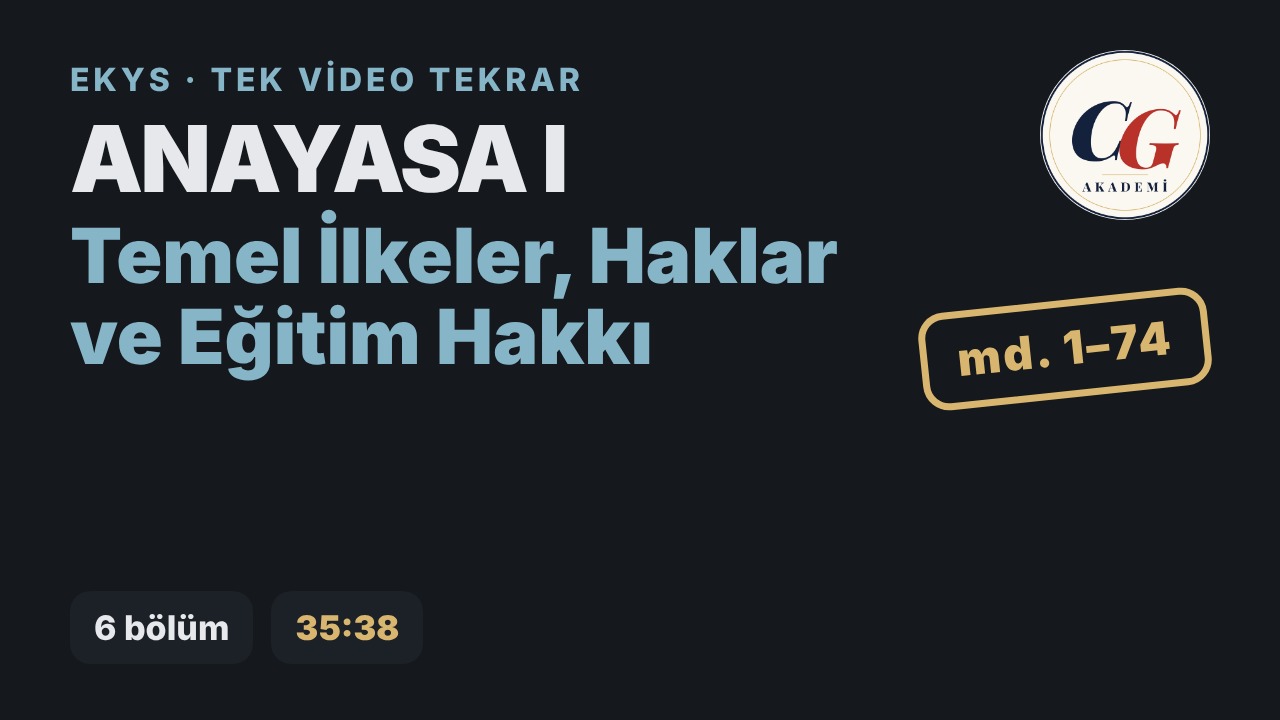 EKYS · TEK VİDEO TEKRAR
ANAYASA I
Temel İlkeler, Haklar
ve Eğitim Hakkı
CG
AKADEMİ
md. 1–74
6 bölüm
35:38